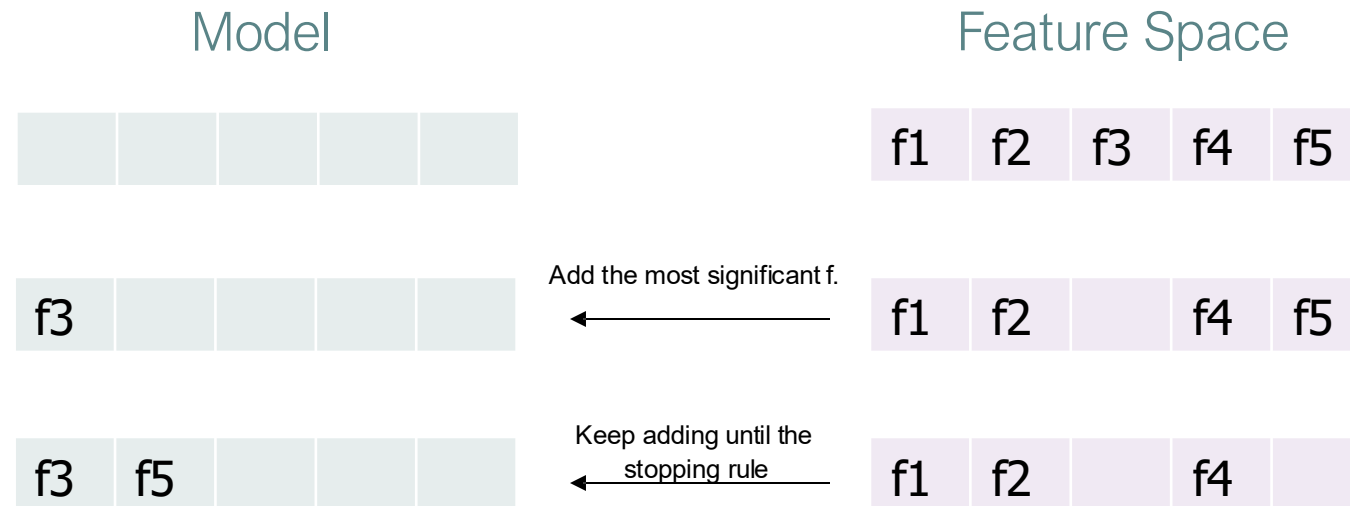 Model
Feature Space
f1 f2 f3 f4 f5
Add the most significant f.
f3
f1 f2 f4 f5
Keep adding until the
stopping rule
f3 f5
f1 f2 f4